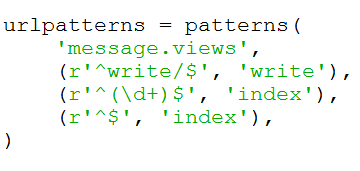 urlpatterns = patterns(
    'message.views',
    (r'^write/$', 'write'),
    (r'^(\d+)$', 'index'),
    (r'^$', 'index'),
)